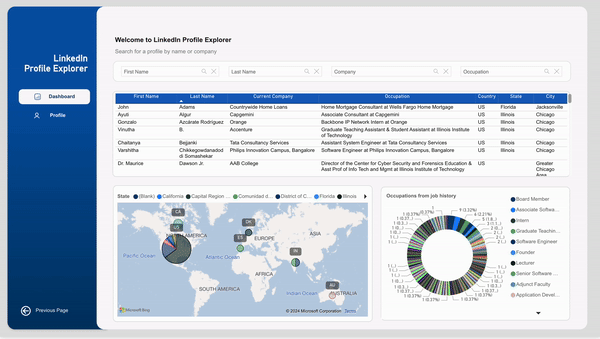 LinkedIn
Profile Explorer
Dashboard
Profile
Previous Page
Welcome to LinkedIn Profile Explorer
Search for a profile by name or company
First Name Last Name Company Occupation
First Name Last Name Current Company Occupation Country State City
John Adams Countrywide Home Loans Home Mortgage Consultant at Wells Fargo Home Mortgage US Florida Jacksonville
Ayuti Algur Capgemini Associate Consultant at Capgemini US Illinois Chicago
Gonzalo Azcárate Rodríguez Orange Backbone IP Network Intern at Orange US Illinois Chicago
Vinutha B. Accenture Graduate Teaching Assistant & Student Assistant at Illinois Institute US Illinois Chicago
of Technology
Chaitanya Bejjanki Tata Consultancy Services Assistant System Engineer at Tata Consultancy Services US Illinois Chicago
Varshitha Chikkegowdanadod Philips Innovation Campus, Bangalore Software Engineer at Philips Innovation Campus, Bangalore US Illinois Chicago
di Somashekar
Dr. Maurice Dawson Jr. AAB College Director of the Center for Cyber Security and Forensics Education & US Illinois Greater
Asst Prof of Info Tech and Mgmt at Illinois Institute of Technology Chicago
Area
State (Blank) California Capital Region ... Comunidad d... District of C... Florida Illinois
CA
US
DK
ES
IN
AU
NORTH AMERICA
EUROPE
ASIA
Pacific Ocean
Atlantic Ocean
AFRICA
SOUTH AMERICA
Indian Ocean
AUSTRALIA
Microsoft Bing
© 2024 Microsoft Corporation Terms
Occupations from job history
9 (3.32%)
6 (2.21%)
1 (0.37%)
Board Member
Associate Softwa...
Intern
Graduate Teachin...
Software Engineer
Founder
Lecturer
Senior Software ...
Adjunct Faculty
Application Devel...